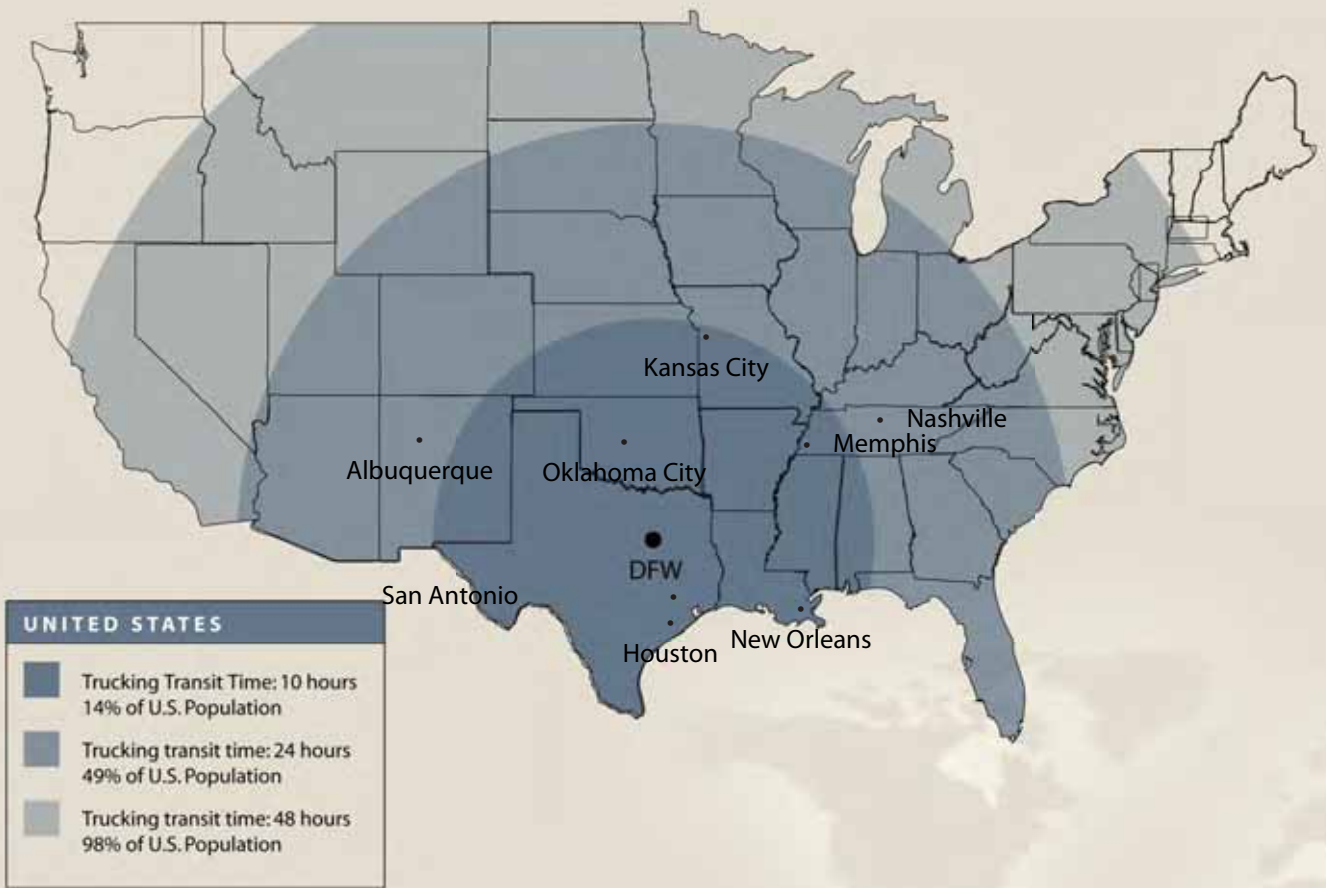 Kansas City
Nashville
Memphis
Albuquerque
Oklahoma City
DFW
San Antonio
New Orleans
Houston
UNITED STATES
Trucking Transit Time: 10 hours
14% of U.S. Population
Trucking transit time: 24 hours
49% of U.S. Population
Trucking transit time: 48 hours
98% of U.S. Population